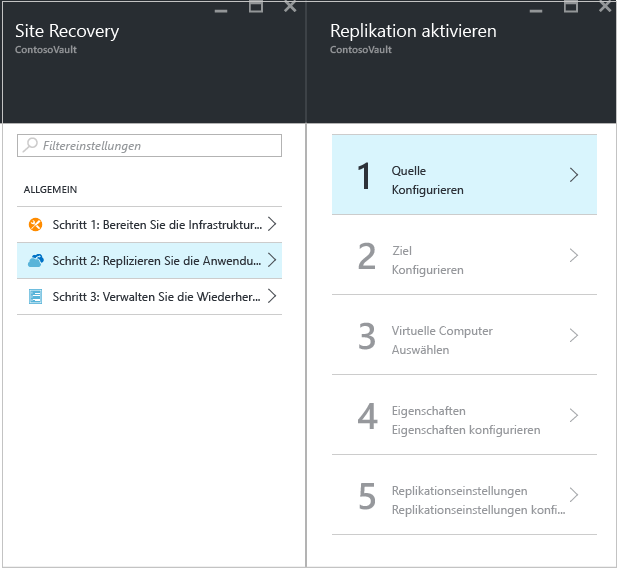 Site Recovery
ContosoVault
Filtereinstellungen
ALLGEMEIN
Schritt 1: Bereiten Sie die Infrastruktur...
Schritt 2: Replizieren Sie die Anwendu...
Schritt 3: Verwalten Sie die Wiederher...
Replikation aktivieren
ContosoVault
1
Quelle
Konfigurieren
2
Ziel
Konfigurieren
3
Virtuelle Computer
Auswählen
4
Eigenschaften
Eigenschaften konfigurieren
5
Replikationseinstellungen
Replikationseinstellungen konfi...